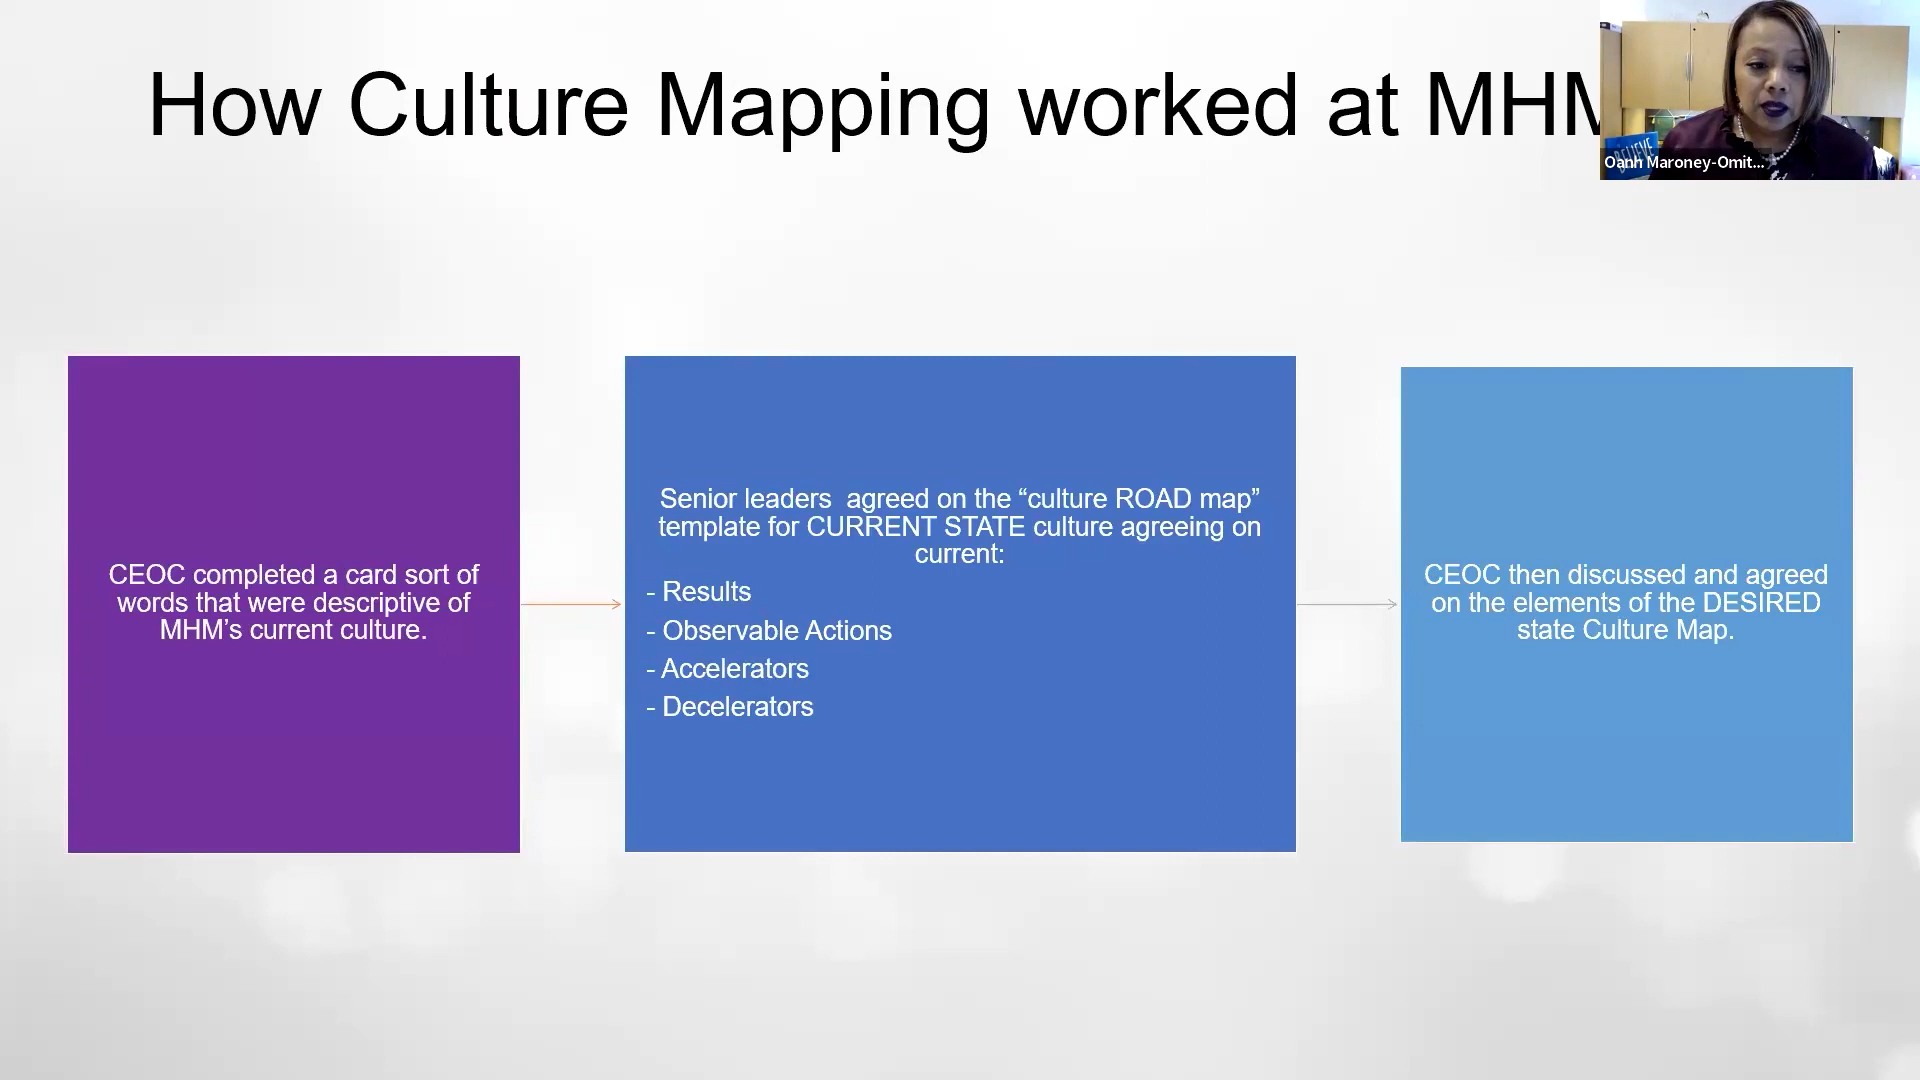 How Culture Mapping worked at MHM
BELIEVE
Oanh Maroney-Omit...
CEOC completed a card sort of
words that were descriptive of
MHM’s current culture.
Senior leaders  agreed on the “culture ROAD map”
template for CURRENT STATE culture agreeing on
current:
- Results
- Observable Actions
- Accelerators
- Decelerators
CEOC then discussed and agreed
on the elements of the DESIRED
state Culture Map.